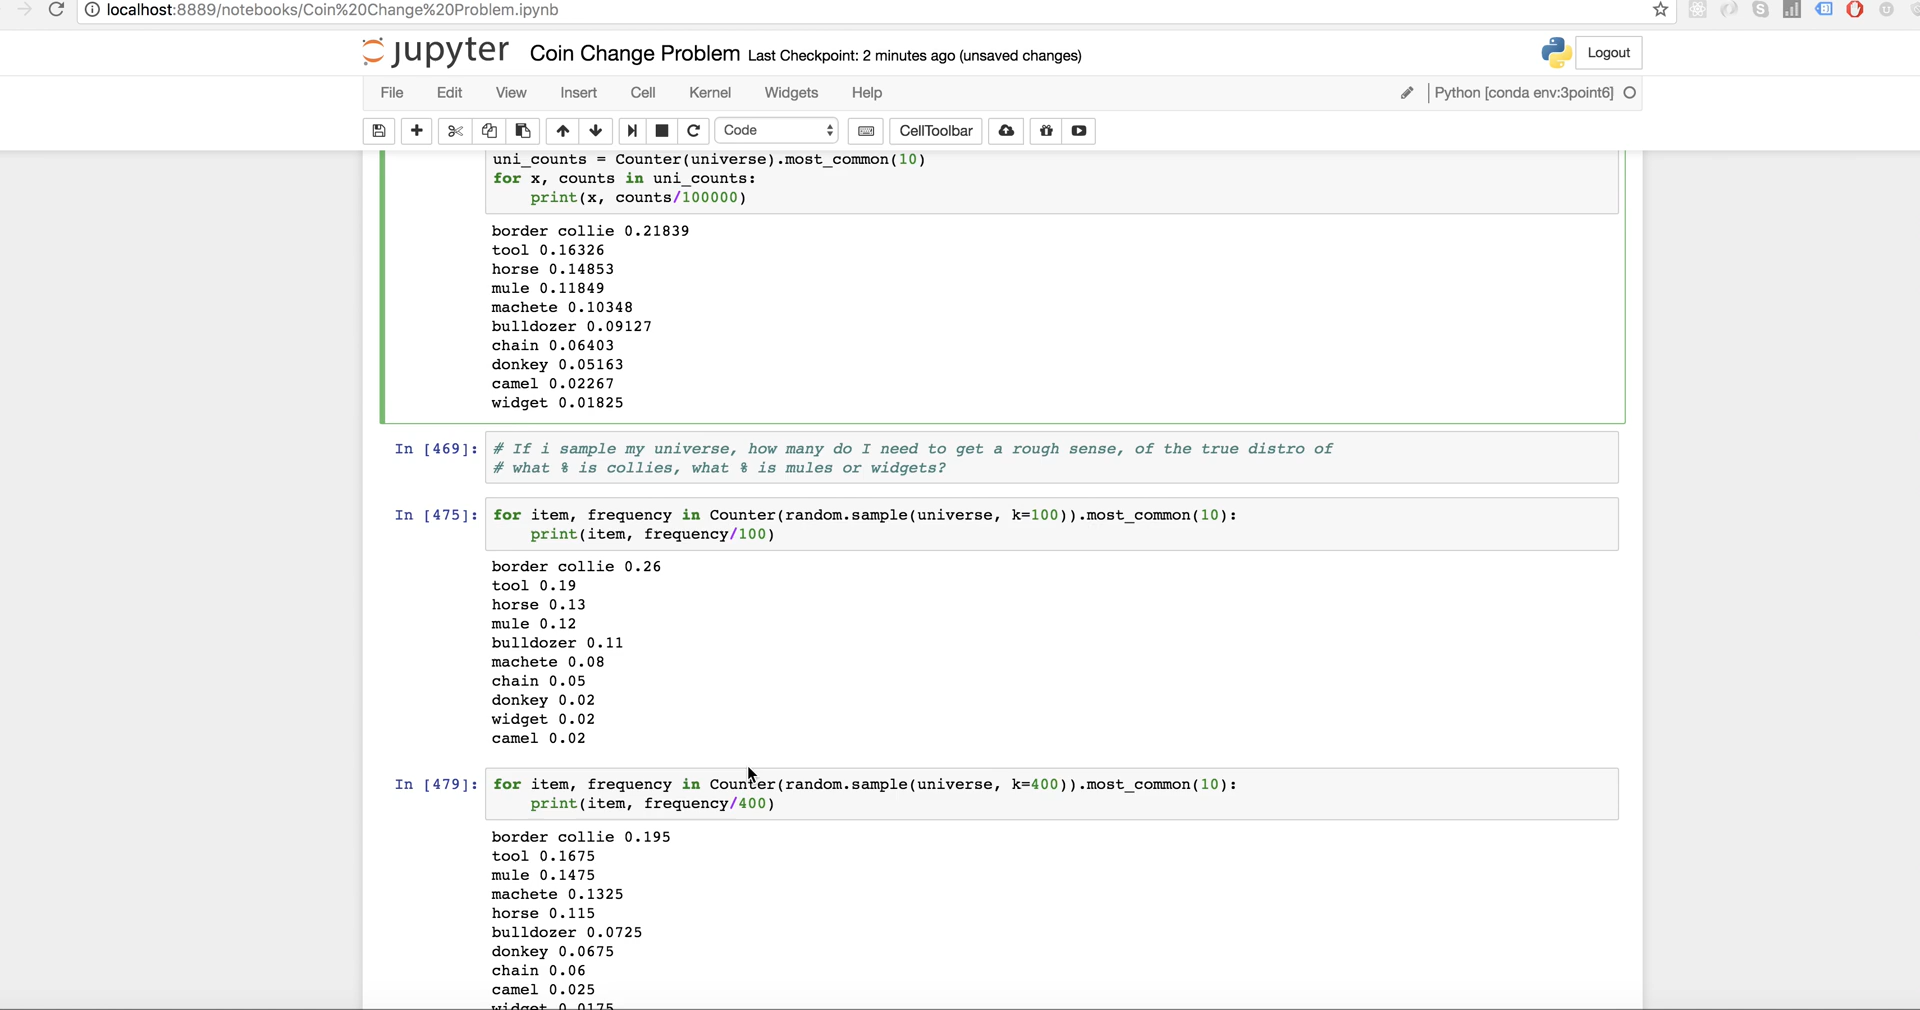 localhost:8889/notebooks/Coin%20Change%20Problem.ipynb
jupyter Coin Change Problem Last Checkpoint: 2 minutes ago (unsaved changes)
Logout
File Edit View Insert Cell Kernel Widgets Help
Python [conda env:3point6]
Code
CellToolbar
uni_counts = Counter(universe).most_common(10)
for x, counts in uni_counts:
    print(x, counts/100000)
border collie 0.21839
tool 0.16326
horse 0.14853
mule 0.11849
machete 0.10348
bulldozer 0.09127
chain 0.06403
donkey 0.05163
camel 0.02267
widget 0.01825
In [469]: # If i sample my universe, how many do I need to get a rough sense, of the true distro of
# what % is collies, what % is mules or widgets?
In [475]: for item, frequency in Counter(random.sample(universe, k=100)).most_common(10):
    print(item, frequency/100)
border collie 0.26
tool 0.19
horse 0.13
mule 0.12
bulldozer 0.11
machete 0.08
chain 0.05
donkey 0.02
widget 0.02
camel 0.02
In [479]: for item, frequency in Counter(random.sample(universe, k=400)).most_common(10):
    print(item, frequency/400)
border collie 0.195
tool 0.1675
mule 0.1475
machete 0.1325
horse 0.115
bulldozer 0.0725
donkey 0.0675
chain 0.06
camel 0.025
widget 0.0175